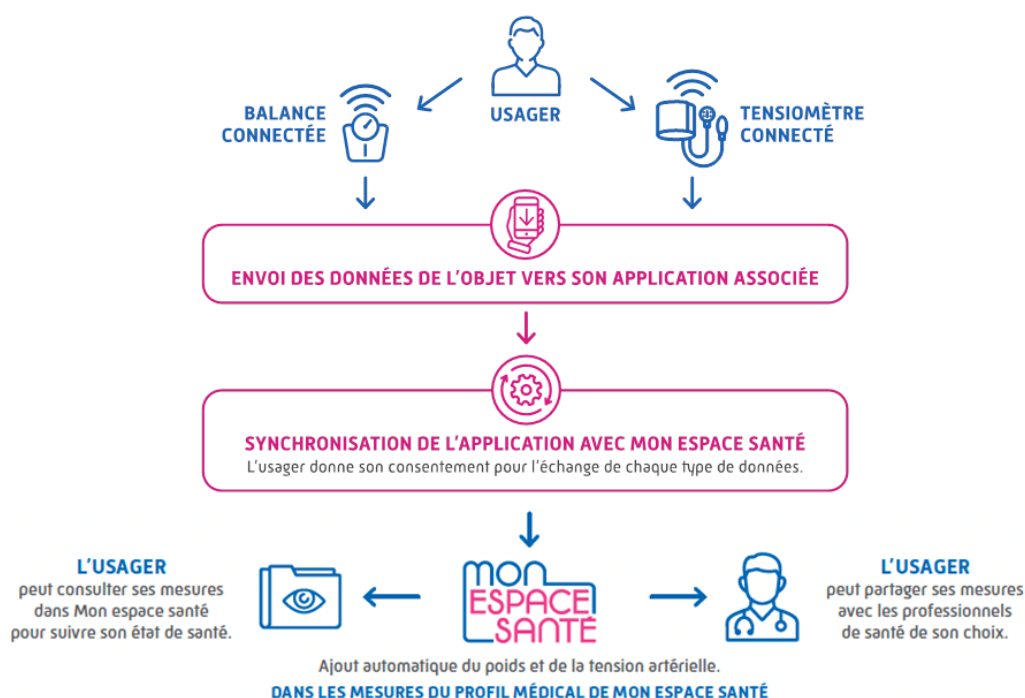 USAGER
BALANCE
CONNECTÉE
TENSIOMÈTRE
CONNECTÉ
ENVOI DES DONNÉES DE L'OBJET VERS SON APPLICATION ASSOCIÉE
SYNCHRONISATION DE L'APPLICATION AVEC MON ESPACE SANTÉ
L'usager donne son consentement pour l'échange de chaque type de données.
L'USAGER
peut consulter ses mesures
dans Mon espace santé
pour suivre son état de santé.
mon
ESPACE
SANTÉ
L'USAGER
peut partager ses mesures
avec les professionnels
de santé de son choix.
Ajout automatique du poids et de la tension artérielle.
DANS LES MESURES DU PROFIL MÉDICAL DE MON ESPACE SANTÉ